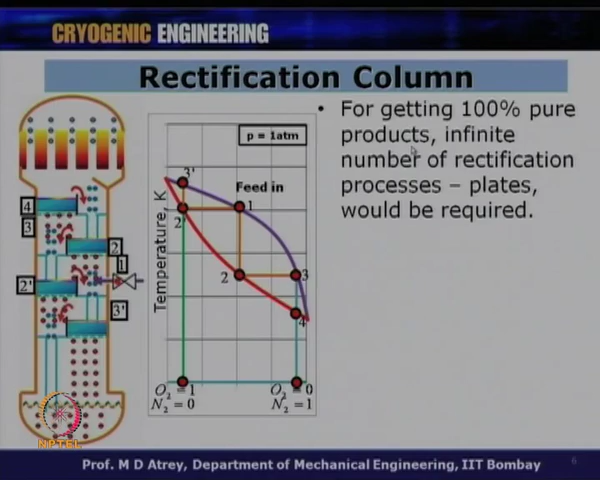 CRYOGENIC ENGINEERING
Rectification Column
• For getting 100% pure
products, infinite
number of rectification
processes – plates,
would be required.
4
3
2
1
2'
3'
p = 1atm
Feed in
Temperature, K
3'
2'
1
2
3
4
O₂ = 1
N₂ = 0
O₂ = 0
N₂ = 1
NPTEL
Prof. M D Atrey, Department of Mechanical Engineering, IIT Bombay
6